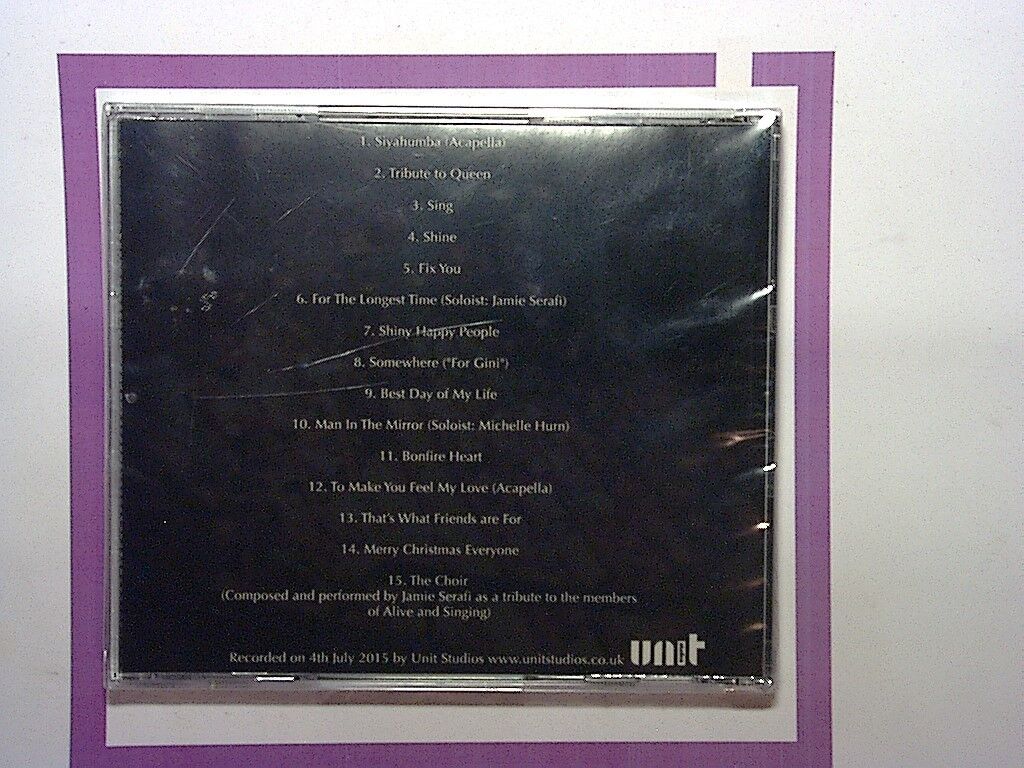 1. Siyahumba (Acapella)
2. Tribute to Queen
3. Sing
4. Shine
5. Fix You
6. For The Longest Time (Soloist: Jamie Serafi)
7. Shiny Happy People
8. Somewhere ("For Gini")
9. Best Day of My Life
10. Man In The Mirror (Soloist: Michelle Hurn)
11. Bonfire Heart
12. To Make You Feel My Love (Acapella)
13. That's What Friends are For
14. Merry Christmas Everyone
15. The Choir
(Composed and performed by Jamie Serafi as a tribute to the members
of Alive and Singing)
Recorded on 4th July 2015 by Unit Studios www.unitstudios.co.uk unit